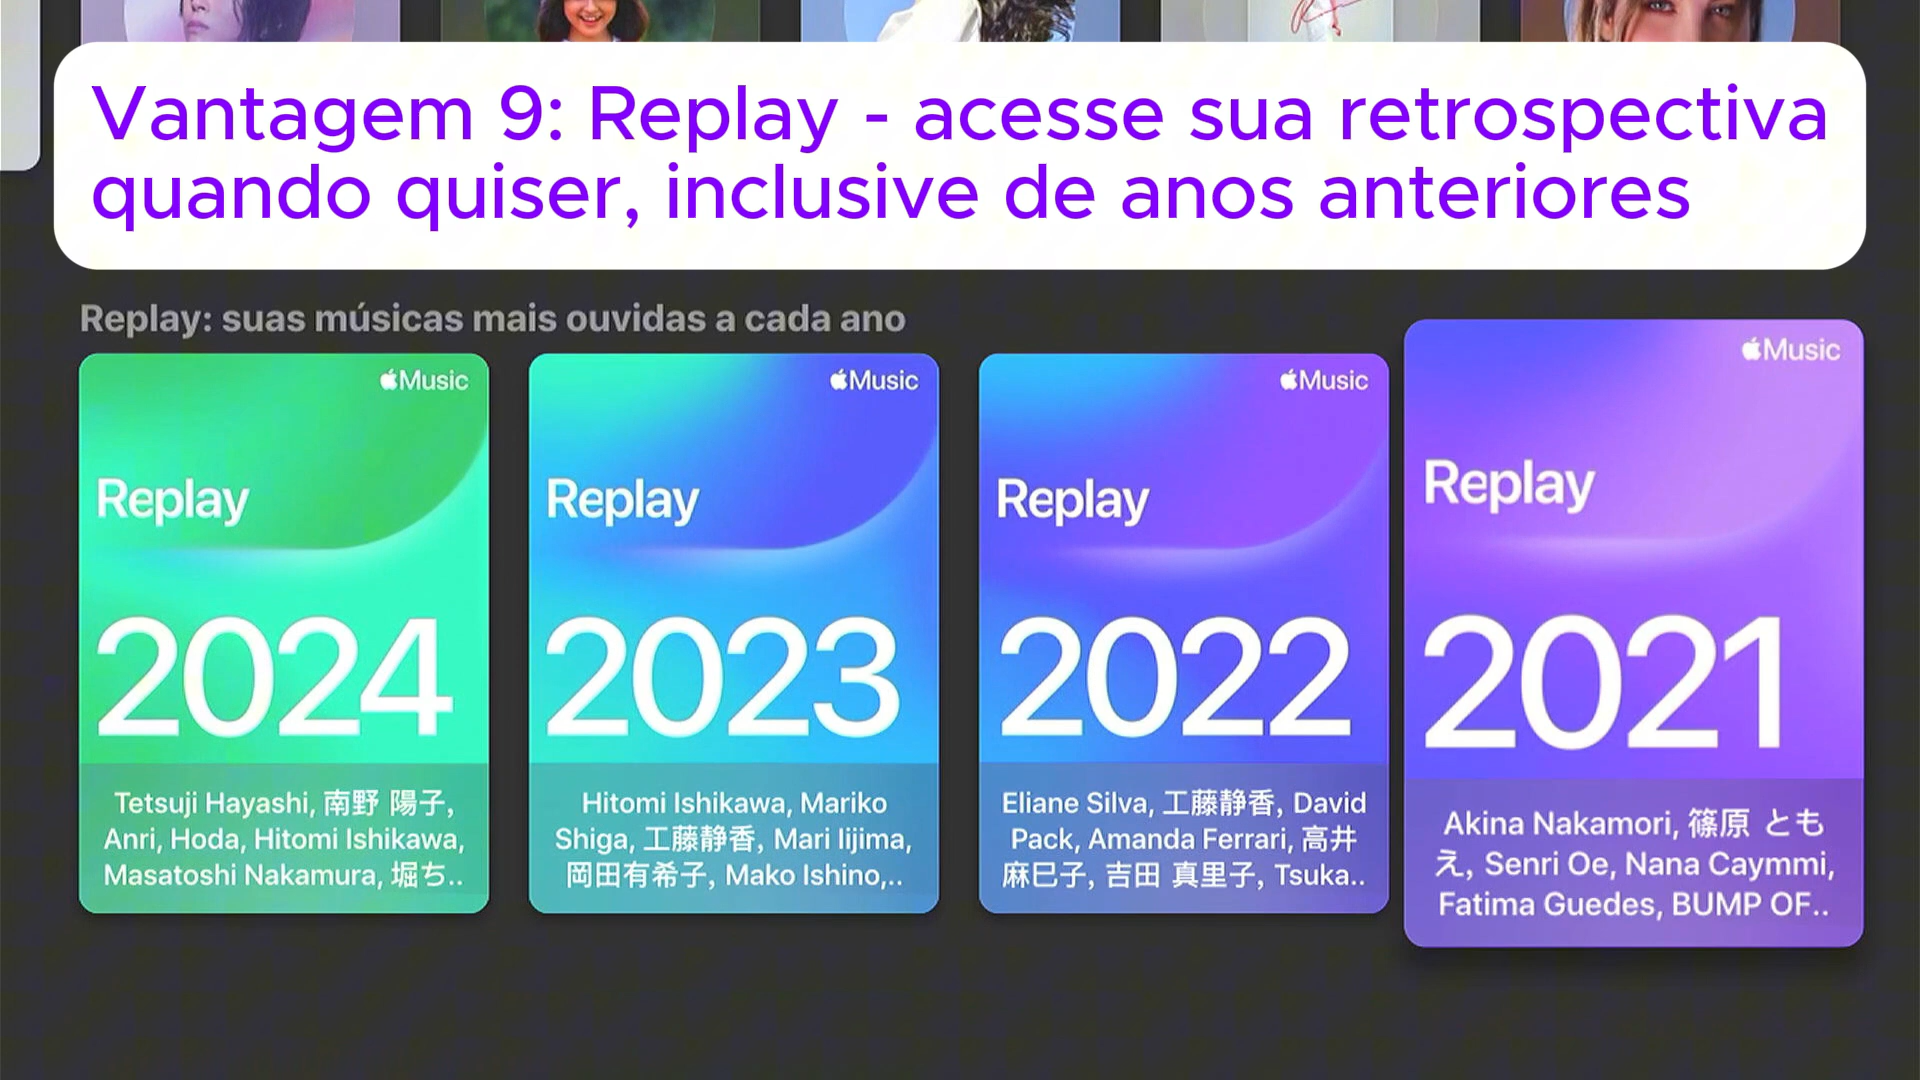 Vantagem 9: Replay - acesse sua retrospectiva
quando quiser, inclusive de anos anteriores
Replay: suas músicas mais ouvidas a cada ano
Music
Replay
2024
Tetsuji Hayashi, 南野 陽子,
Anri, Hoda, Hitomi Ishikawa,
Masatoshi Nakamura, 堀ち..
Music
Replay
2023
Hitomi Ishikawa, Mariko
Shiga, 工藤静香, Mari Iijima,
岡田有希子, Mako Ishino,..
Music
Replay
2022
Eliane Silva, 工藤静香, David
Pack, Amanda Ferrari, 高井
麻巳子, 吉田 真里子, Tsuka..
Music
Replay
2021
Akina Nakamori, 篠原 とも
え, Senri Oe, Nana Caymmi,
Fatima Guedes, BUMP OF..